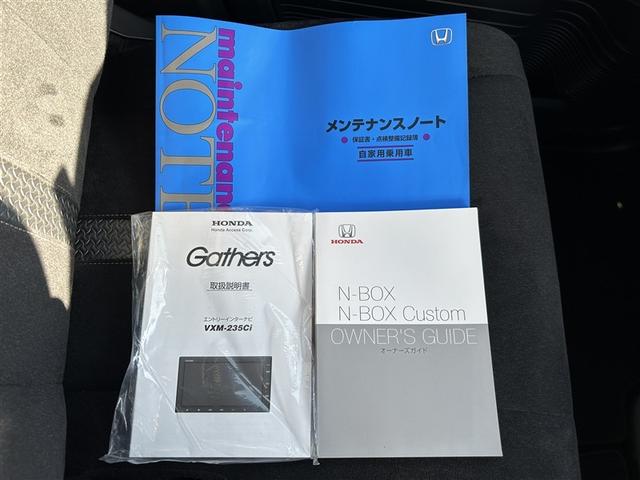 maintenance
NOTE
メンテナンスノート
保証書・点検整備記録簿
自家用乗用車
HONDA
Honda Access Corp.
Gathers
取扱説明書
エントリーインターナビ
VXM-235Ci
HONDA
N-BOX
N-BOX Custom
OWNER'S GUIDE
オーナーズガイド